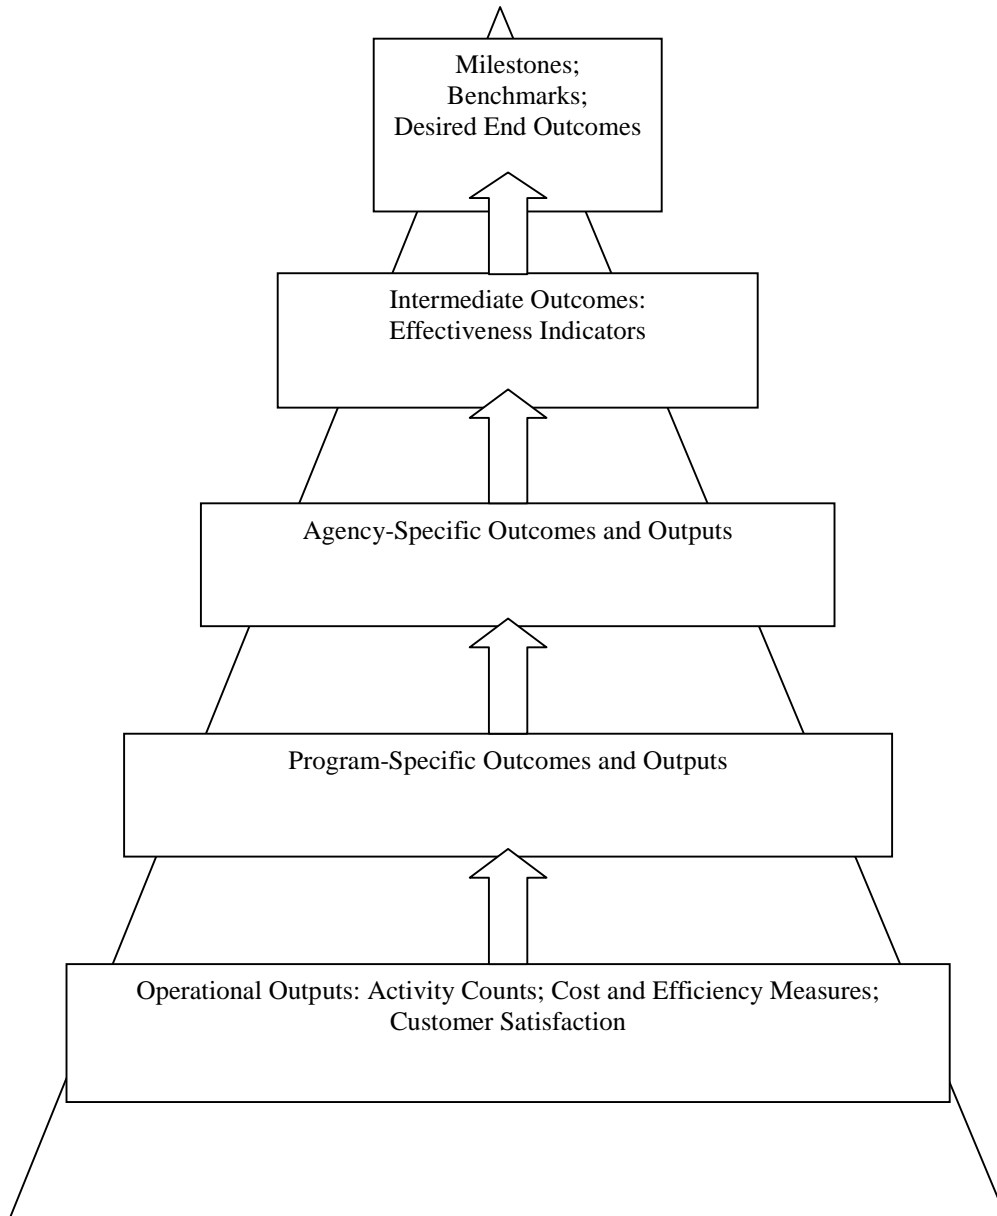 Milestones;
Benchmarks;
Desired End Outcomes
Intermediate Outcomes:
Effectiveness Indicators
Agency-Specific Outcomes and Outputs
Program-Specific Outcomes and Outputs
Operational Outputs: Activity Counts; Cost and Efficiency Measures;
Customer Satisfaction